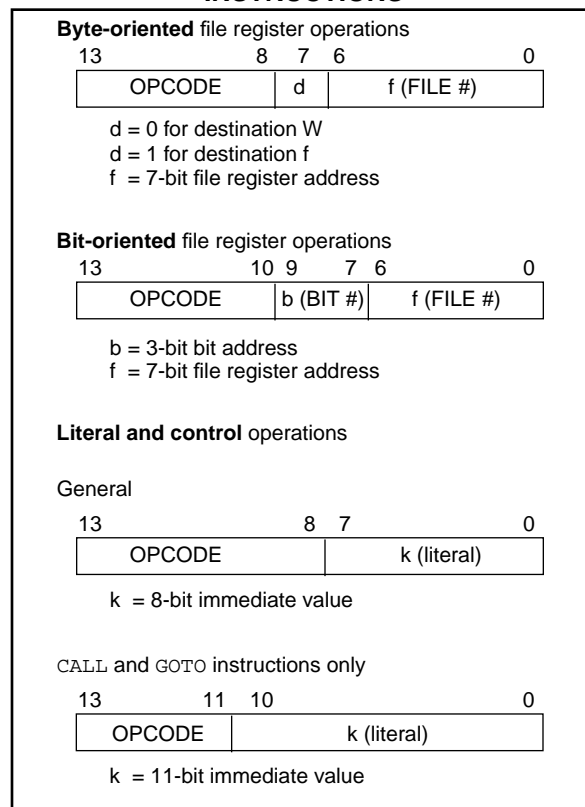 Byte-oriented file register operations
13 8 7 6 0
OPCODE d f (FILE #)
d = 0 for destination W
d = 1 for destination f
f = 7-bit file register address
Bit-oriented file register operations
13 10 9 7 6 0
OPCODE b (BIT #) f (FILE #)
b = 3-bit bit address
f = 7-bit file register address
Literal and control operations
General
13 8 7 0
OPCODE k (literal)
k = 8-bit immediate value
CALL and GOTO instructions only
13 11 10 0
OPCODE k (literal)
k = 11-bit immediate value